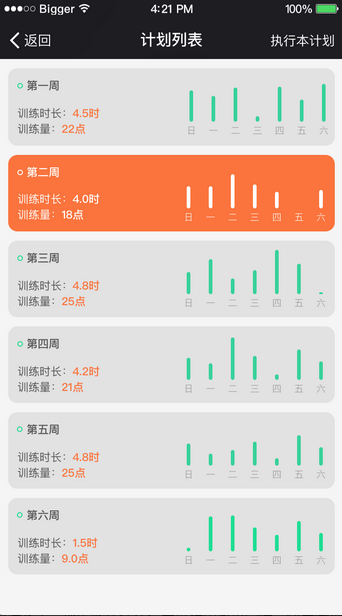 Bigger 4:21 PM 100%
返回 计划列表 执行本计划
第一周
训练时长：4.5时
训练量：22点
日 一 二 三 四 五 六
第二周
训练时长：4.0时
训练量：18点
日 一 二 三 四 五 六
第三周
训练时长：4.8时
训练量：25点
日 一 二 三 四 五 六
第四周
训练时长：4.2时
训练量：21点
日 一 二 三 四 五 六
第五周
训练时长：4.8时
训练量：25点
日 一 二 三 四 五 六
第六周
训练时长：1.5时
训练量：9.0点
日 一 二 三 四 五 六